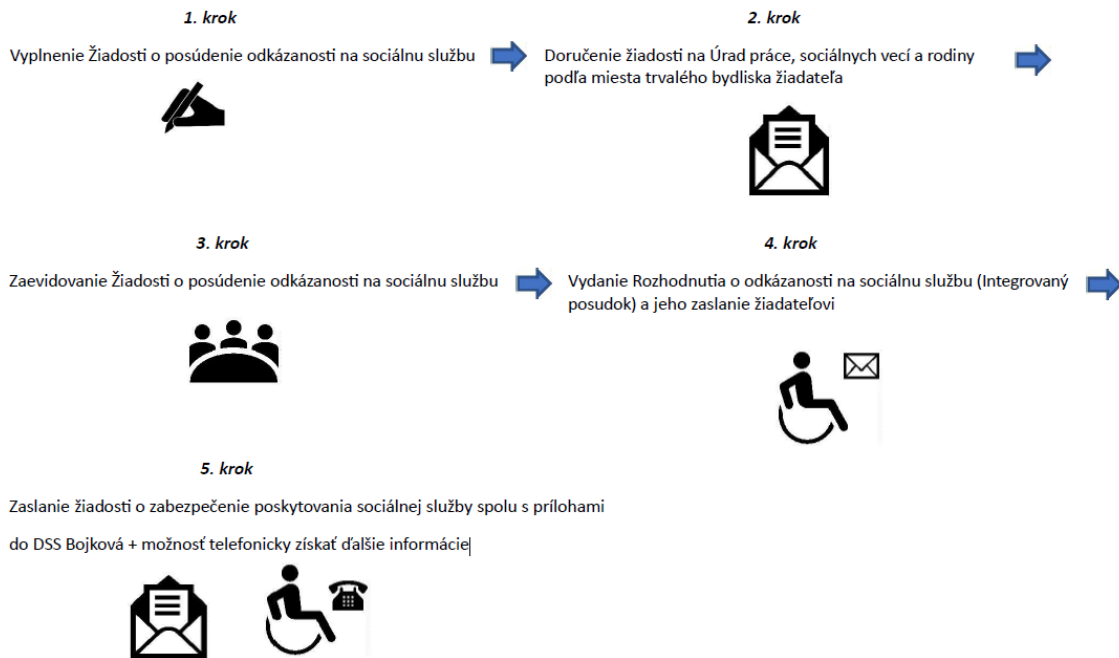 1. krok
Vyplnenie Žiadosti o posúdenie odkázanosti na sociálnu službu
2. krok
Doručenie žiadosti na Úrad práce, sociálnych vecí a rodiny
podľa miesta trvalého bydliska žiadateľa
3. krok
Zaevidovanie Žiadosti o posúdenie odkázanosti na sociálnu službu
4. krok
Vydanie Rozhodnutia o odkázanosti na sociálnu službu (Integrovaný
posudok) a jeho zaslanie žiadateľovi
5. krok
Zaslanie žiadosti o zabezpečenie poskytovania sociálnej služby spolu s prílohami
do DSS Bojková + možnosť telefonicky získať ďalšie informácie